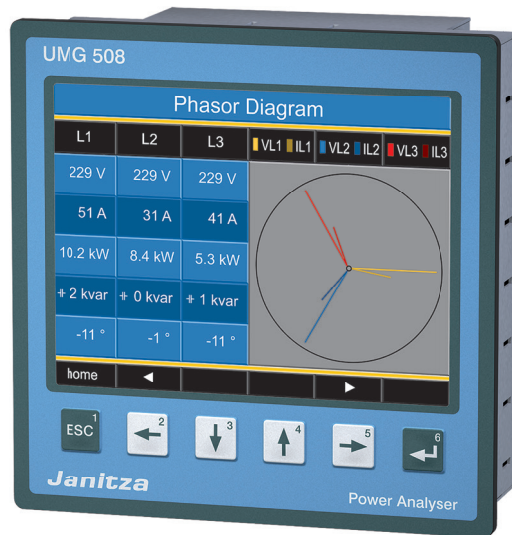 UMG 508
Phasor Diagram
L1 L2 L3 VL1 IL1 VL2 IL2 VL3 IL3
229 V 229 V 229 V
51 A 31 A 41 A
10.2 kW 8.4 kW 5.3 kW
⧺ 2 kvar ⧺ 0 kvar ⧺ 1 kvar
-11 ° -1 ° -11 °
home ◄ ►
ESC 1 ← 2 ↓ 3 ↑ 4 → 5 ↵ 6
Janitza
Power Analyser